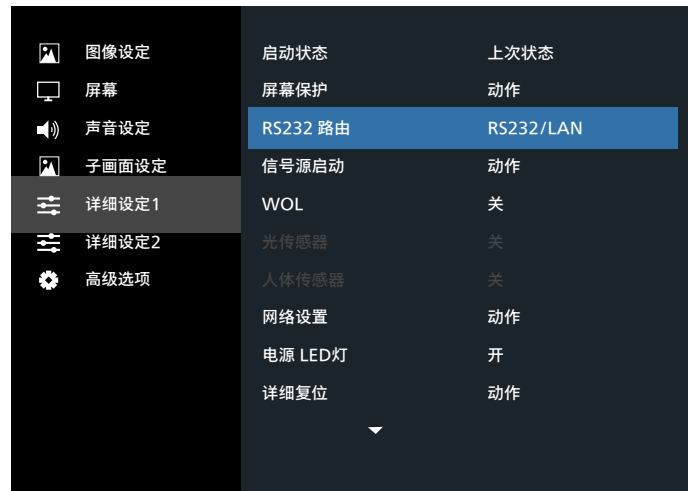 图像设定
屏幕
声音设定
子画面设定
详细设定1
详细设定2
高级选项
启动状态 上次状态
屏幕保护 动作
RS232 路由 RS232/LAN
信号源启动 动作
WOL 关
光传感器 关
人体传感器 关
网络设置 动作
电源 LED灯 开
详细复位 动作